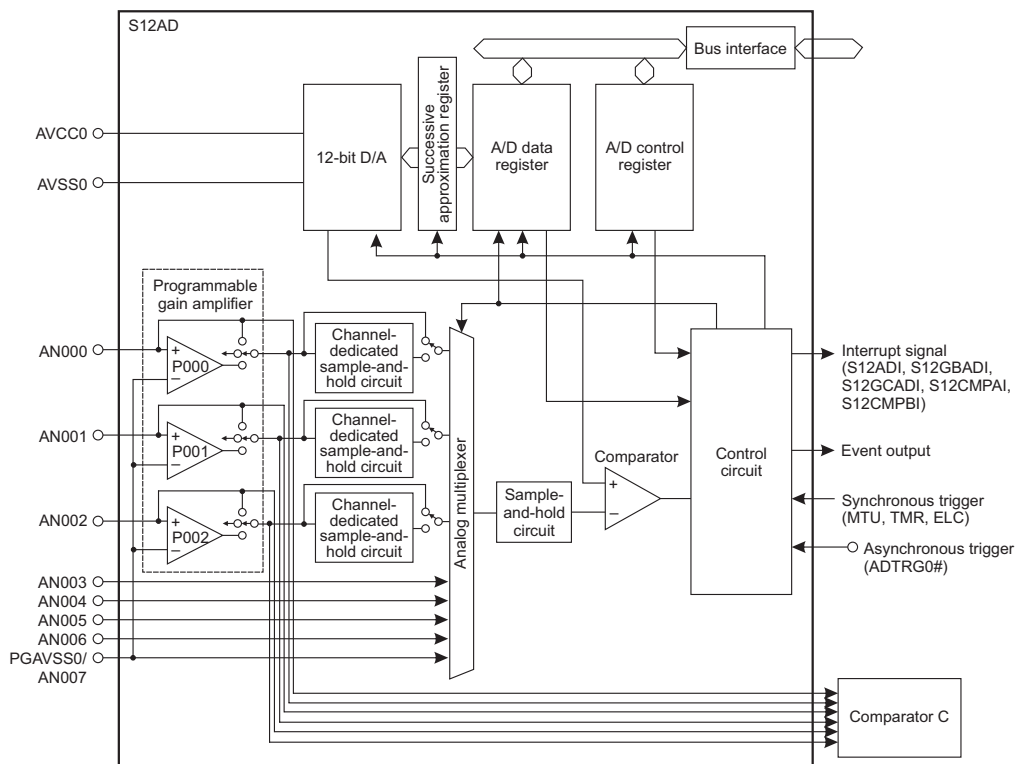 S12AD
Bus interface
AVCC0
AVSS0
12-bit D/A
Successive
approximation register
A/D data
register
A/D control
register
Programmable
gain amplifier
AN000
+
P000
−
Channel-
dedicated
sample-and-
hold circuit
AN001
+
P001
−
Channel-
dedicated
sample-and-
hold circuit
AN002
+
P002
−
Channel-
dedicated
sample-and-
hold circuit
AN003
AN004
AN005
AN006
PGAVSS0/
AN007
Analog multiplexer
Sample-
and-hold
circuit
Comparator
+
−
Control
circuit
Interrupt signal
(S12ADI, S12GBADI,
S12GCADI, S12CMPAI,
S12CMPBI)
Event output
Synchronous trigger
(MTU, TMR, ELC)
Asynchronous trigger
(ADTRG0#)
Comparator C